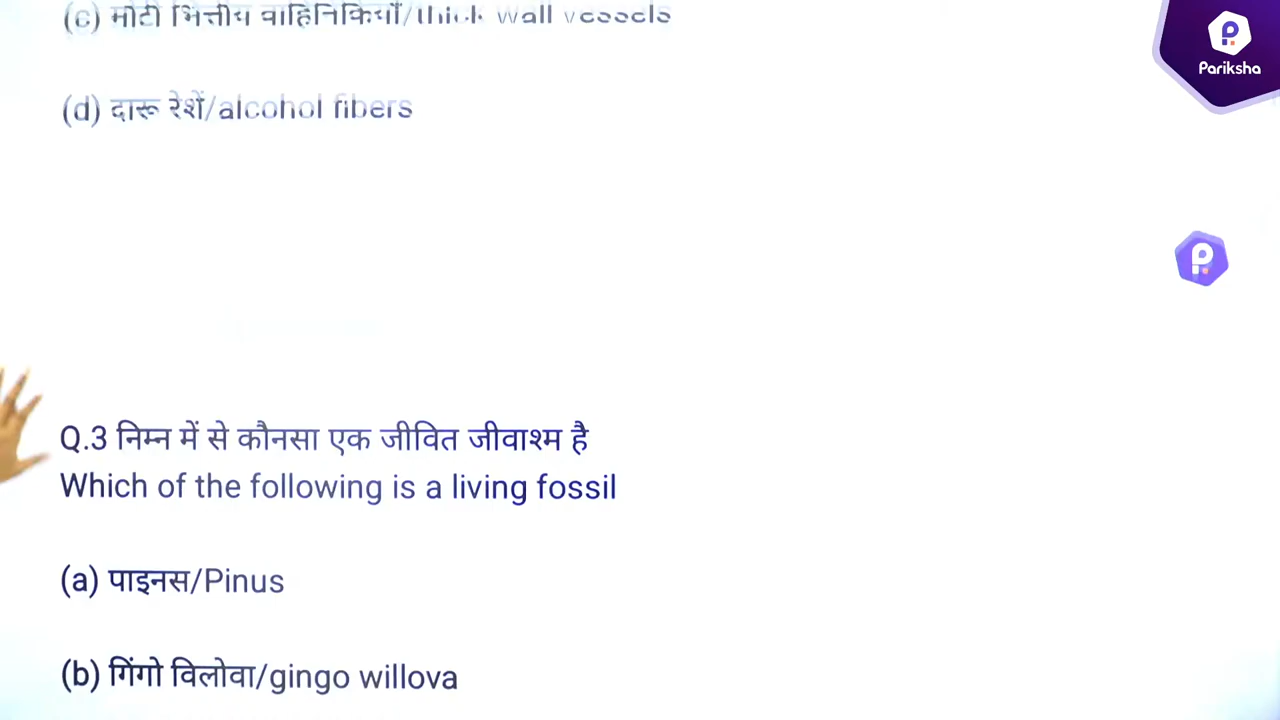 (c) मोटी भित्तीय वाहिनिकियाँ/thick wall vessels
Pariksha
(d) दारू रेशें/alcohol fibers
Q.3 निम्न में से कौनसा एक जीवित जीवाश्म है
Which of the following is a living fossil
(a) पाइनस/Pinus
(b) गिंगो विलोवा/gingo willova